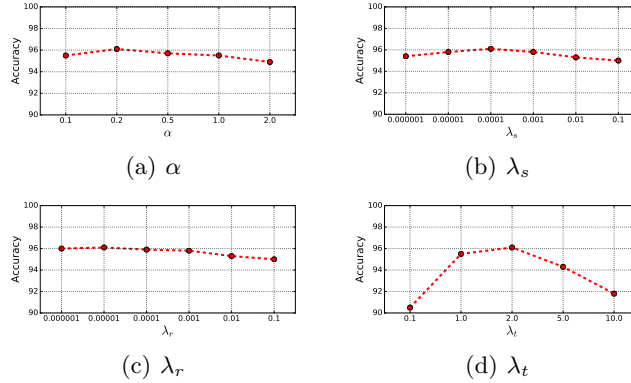 100
98
96
94
92
90
Accuracy
0.1 0.2 0.5 1.0 2.0
α
(a) α
100
98
96
94
92
90
Accuracy
0.000001 0.00001 0.0001 0.001 0.01 0.1
λs
(b) λs
100
98
96
94
92
90
Accuracy
0.000001 0.00001 0.0001 0.001 0.01 0.1
λr
(c) λr
100
98
96
94
92
90
Accuracy
0.1 1.0 2.0 5.0 10.0
λt
(d) λt